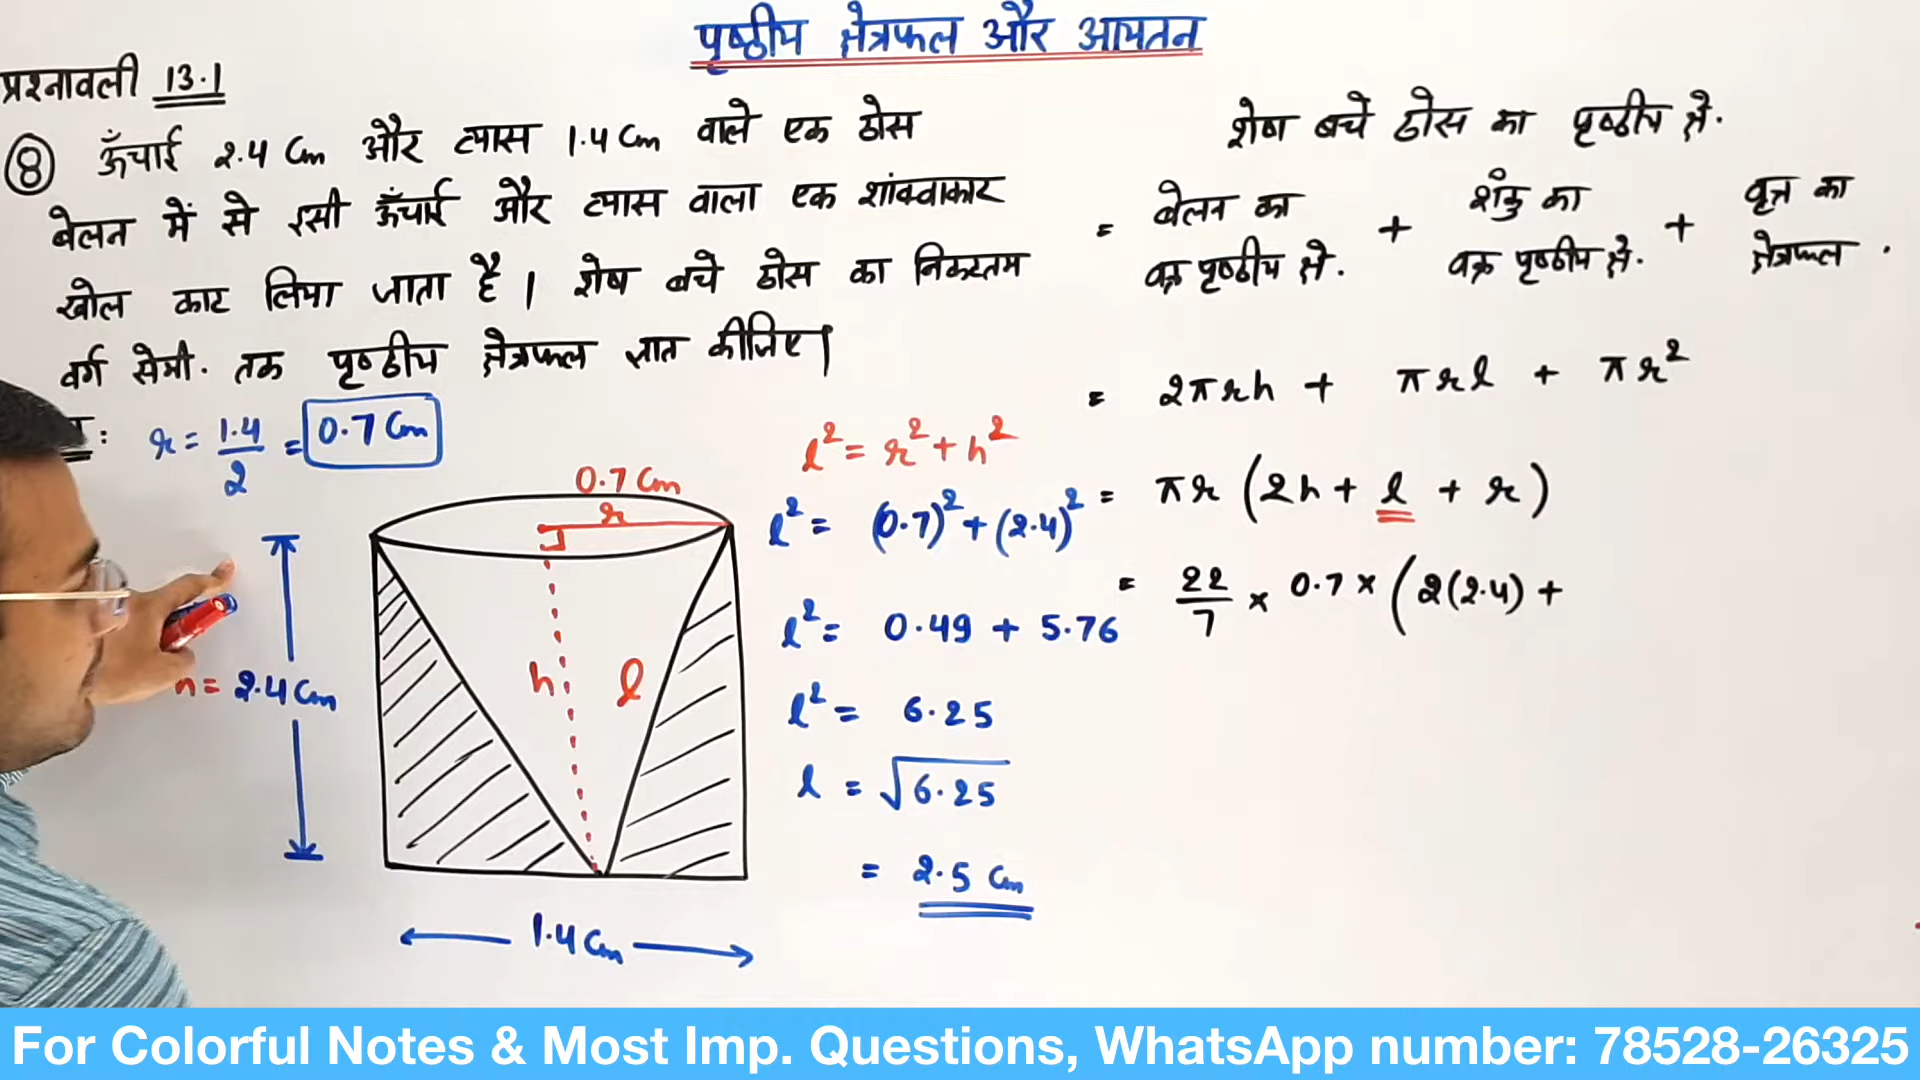 पृष्ठीय क्षेत्रफल और आयतन
प्रश्नावली 13.1
8 ऊँचाई 2.4 Cm और व्यास 1.4 Cm वाले एक ठोस
बेलन में से इसी ऊँचाई और व्यास वाला एक शांक्वाकार
खोल काट लिया जाता है। शेष बचे ठोस का निकटतम
वर्ग सेमी. तक पृष्ठीय क्षेत्रफल ज्ञात कीजिए।
: r = 1.4/2 = 0.7 Cm
0.7 Cm
r
h = 2.4 Cm
h
l
1.4 Cm
l² = r² + h²
l² = (0.7)² + (2.4)²
l² = 0.49 + 5.76
l² = 6.25
l = √6.25
= 2.5 Cm
शेष बचे ठोस का पृष्ठीय क्षे.
= बेलन का वक्र पृष्ठीय क्षे. + शंकु का वक्र पृष्ठीय क्षे. + वृत्त का क्षेत्रफल.
= 2πrh + πrl + πr²
= πr (2h + l + r)
= 22/7 × 0.7 × (2(2.4) +
For Colorful Notes & Most Imp. Questions, WhatsApp number: 78528-26325